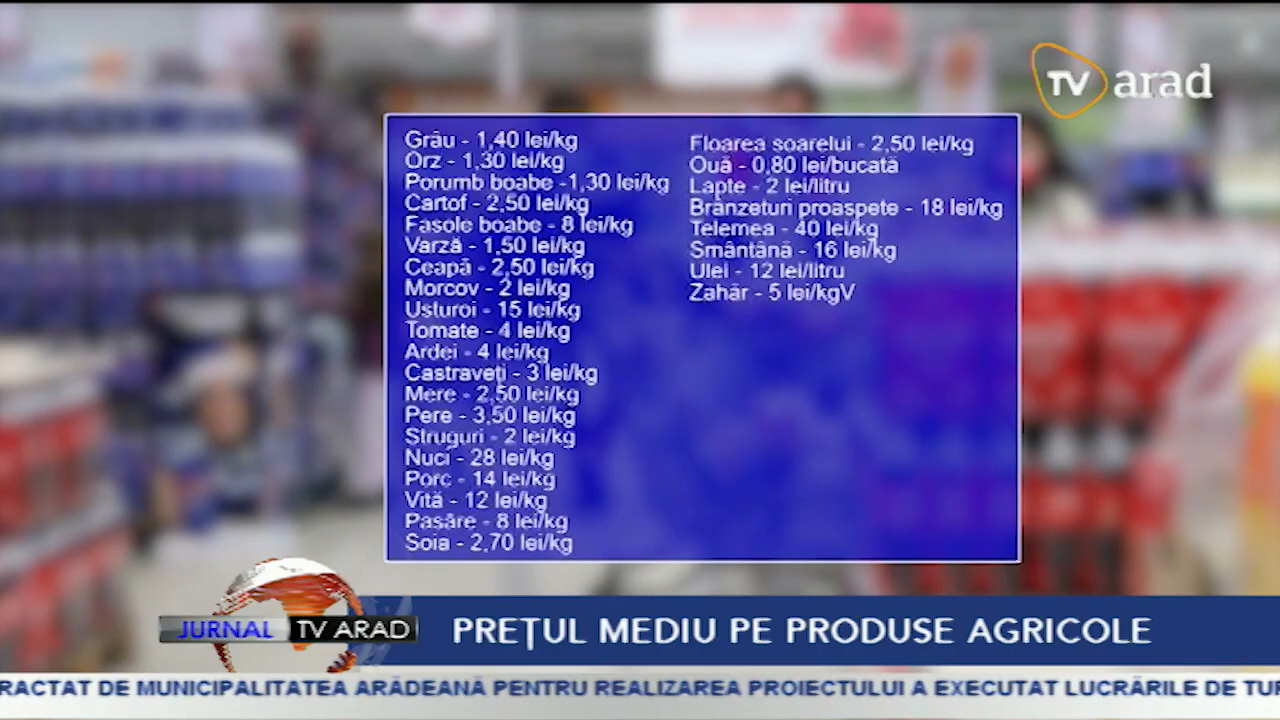 TV arad
Grâu - 1,40 lei/kg
Orz - 1,30 lei/kg
Porumb boabe -1,30 lei/kg
Cartof - 2,50 lei/kg
Fasole boabe - 8 lei/kg
Varză - 1,50 lei/kg
Ceapă - 2,50 lei/kg
Morcov - 2 lei/kg
Usturoi - 15 lei/kg
Tomate - 4 lei/kg
Ardei - 4 lei/kg
Castraveţi - 3 lei/kg
Mere - 2,50 lei/kg
Pere - 3,50 lei/kg
Struguri - 2 lei/kg
Nuci - 28 lei/kg
Porc - 14 lei/kg
Vită - 12 lei/kg
Pasăre - 8 lei/kg
Soia - 2,70 lei/kg
Floarea soarelui - 2,50 lei/kg
Ouă - 0,80 lei/bucată
Lapte - 2 lei/litru
Brânzeturi proaspete - 18 lei/kg
Telemea - 40 lei/kg
Smântână - 16 lei/kg
Ulei - 12 lei/litru
Zahăr - 5 lei/kgV
JURNAL TV ARAD
PREȚUL MEDIU PE PRODUSE AGRICOLE
RACTAT DE MUNICIPALITATEA ARĂDEANĂ PENTRU REALIZAREA PROIECTULUI A EXECUTAT LUCRĂRILE DE TUR